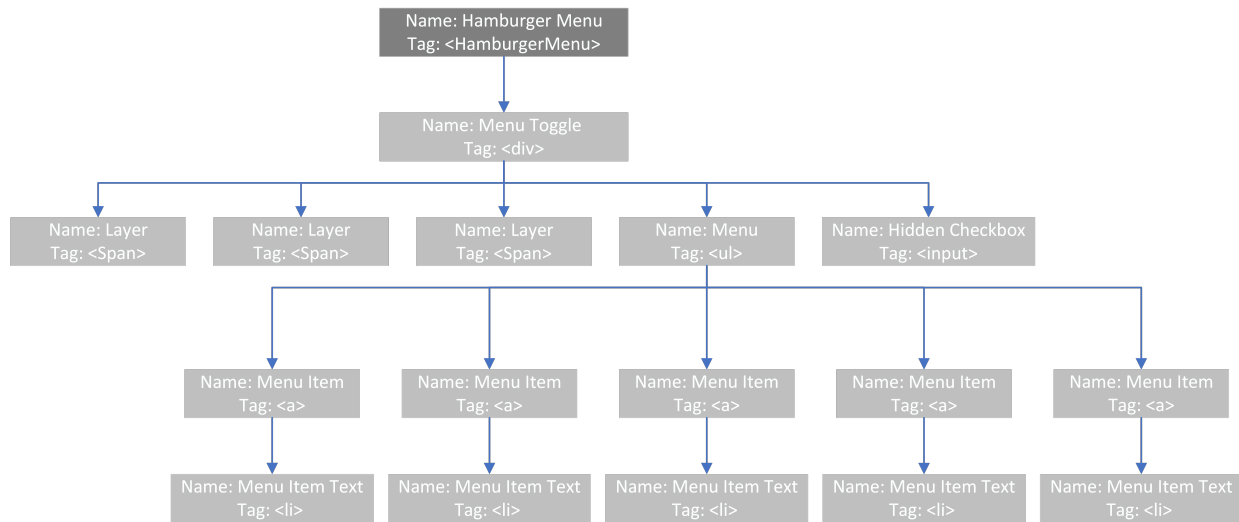 Name: Hamburger Menu
Tag: <HamburgerMenu>
Name: Menu Toggle
Tag: <div>
Name: Layer
Tag: <Span>
Name: Layer
Tag: <Span>
Name: Layer
Tag: <Span>
Name: Menu
Tag: <ul>
Name: Hidden Checkbox
Tag: <input>
Name: Menu Item
Tag: <a>
Name: Menu Item
Tag: <a>
Name: Menu Item
Tag: <a>
Name: Menu Item
Tag: <a>
Name: Menu Item
Tag: <a>
Name: Menu Item Text
Tag: <li>
Name: Menu Item Text
Tag: <li>
Name: Menu Item Text
Tag: <li>
Name: Menu Item Text
Tag: <li>
Name: Menu Item Text
Tag: <li>